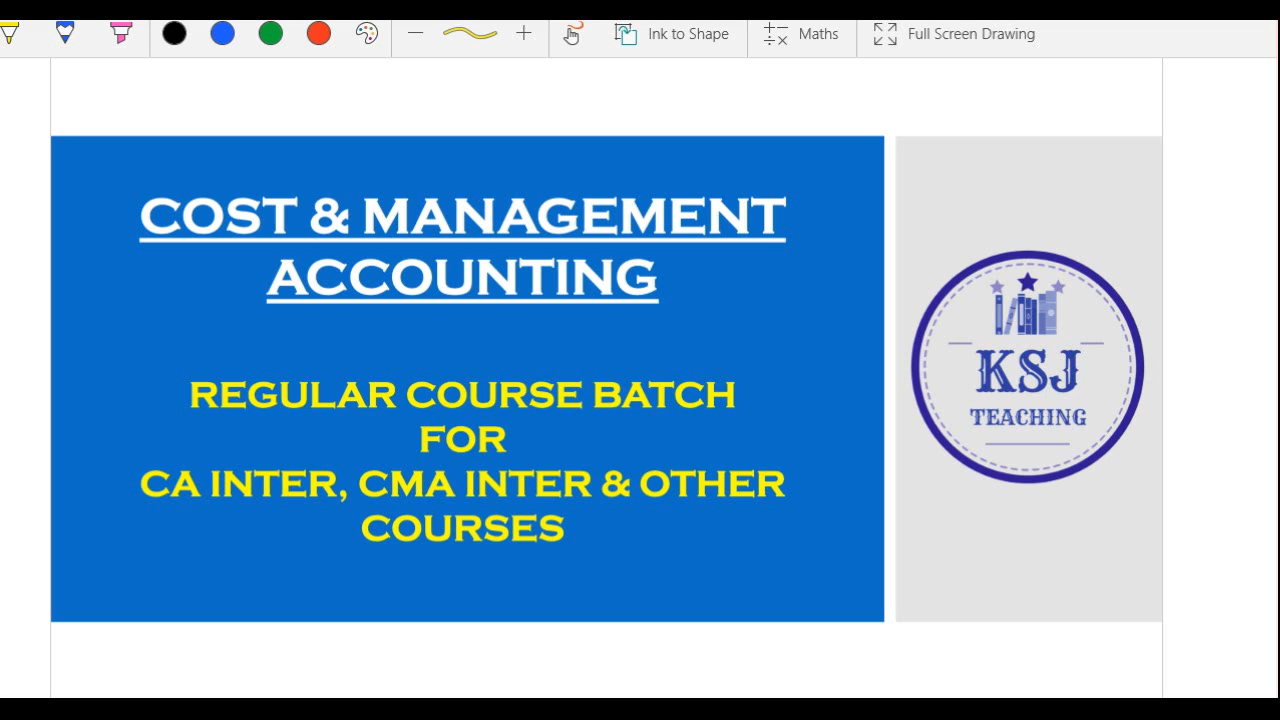 Ink to Shape
Maths
Full Screen Drawing
COST & MANAGEMENT
ACCOUNTING
REGULAR COURSE BATCH
FOR
CA INTER, CMA INTER & OTHER
COURSES
KSJ
TEACHING